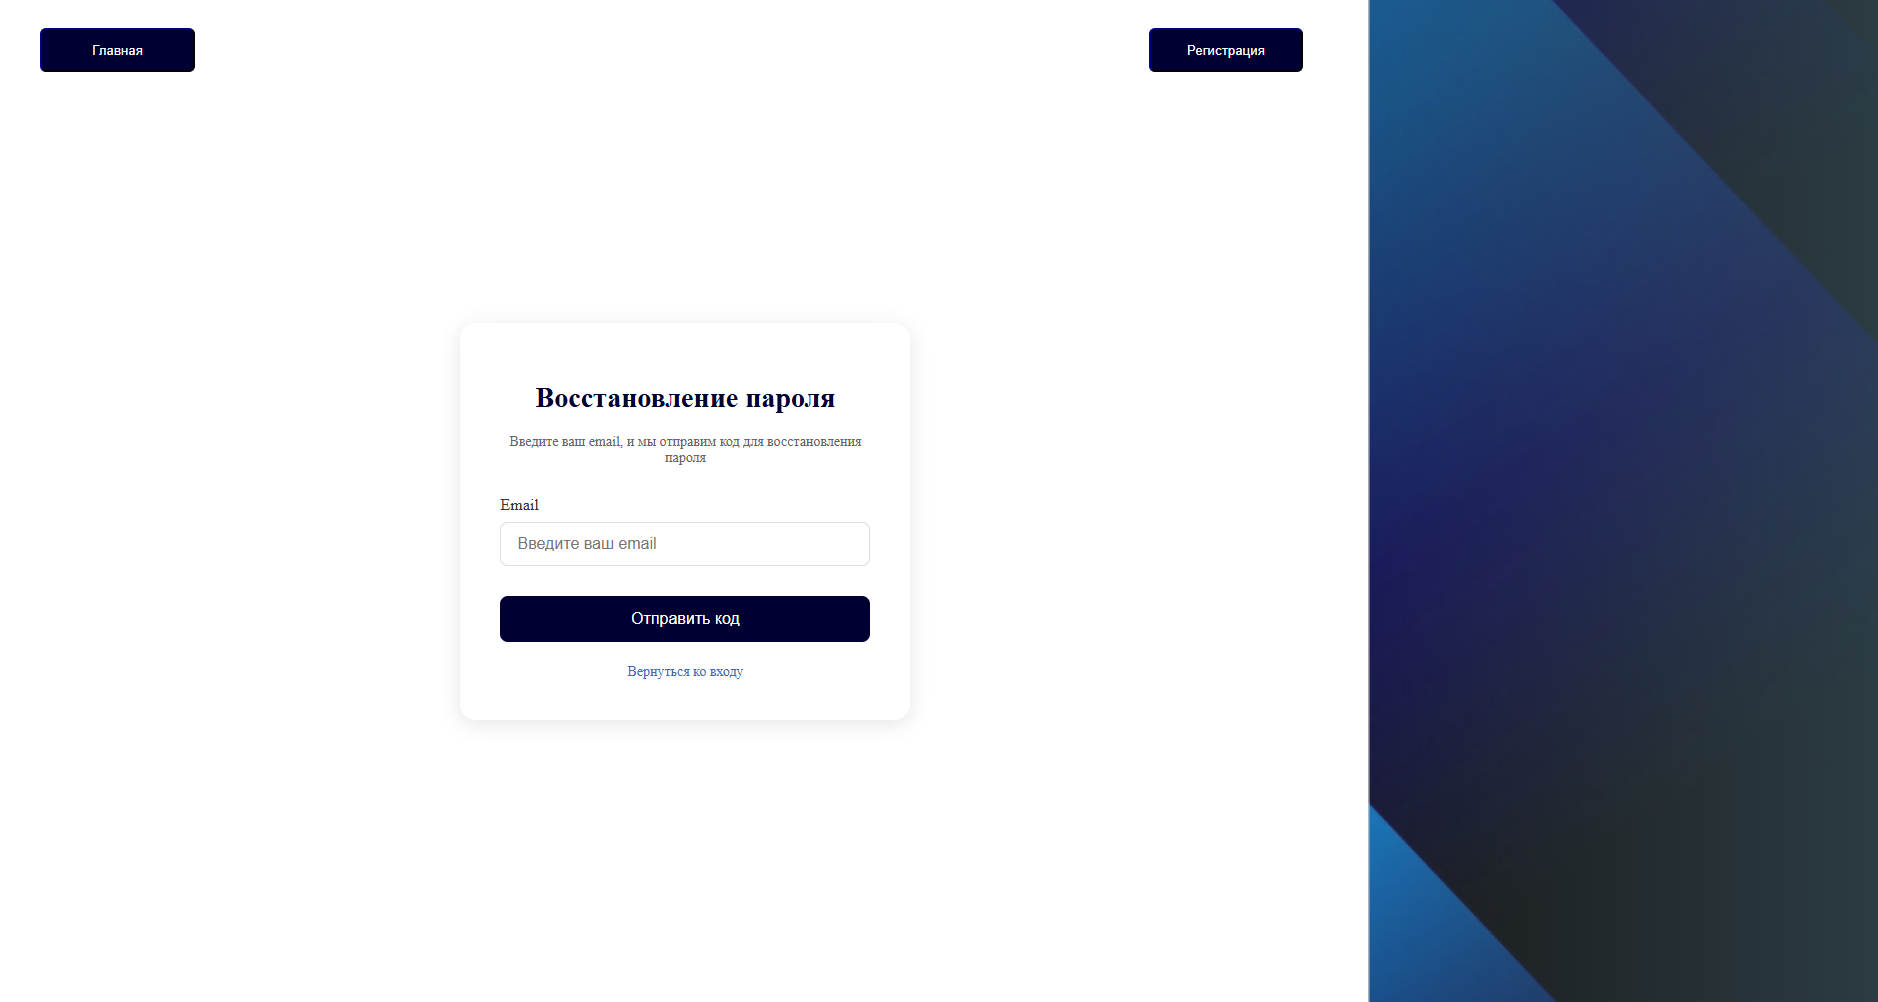 Главная
Регистрация
Восстановление пароля
Введите ваш email, и мы отправим код для восстановления
пароля
Email
Введите ваш email
Отправить код
Вернуться ко входу